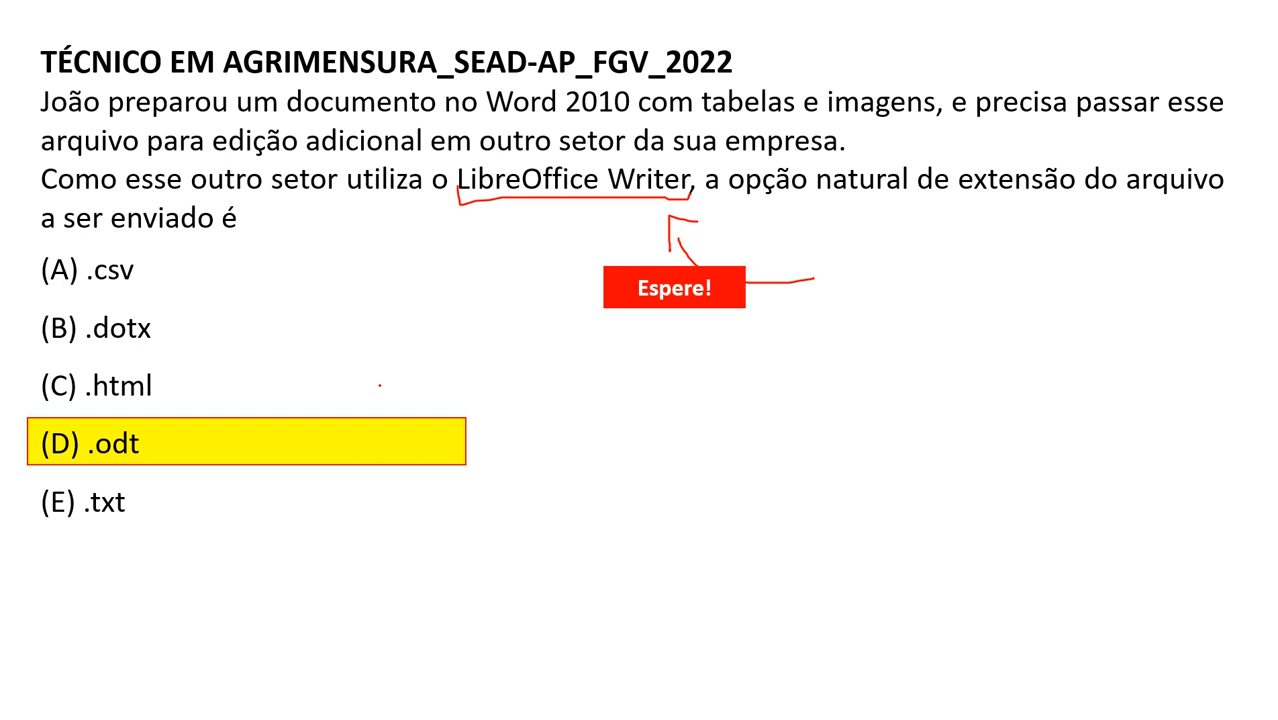 TÉCNICO EM AGRIMENSURA_SEAD-AP_FGV_2022
João preparou um documento no Word 2010 com tabelas e imagens, e precisa passar esse
arquivo para edição adicional em outro setor da sua empresa.
Como esse outro setor utiliza o LibreOffice Writer, a opção natural de extensão do arquivo
a ser enviado é
(A) .csv
Espere!
(B) .dotx
(C) .html
(D) .odt
(E) .txt